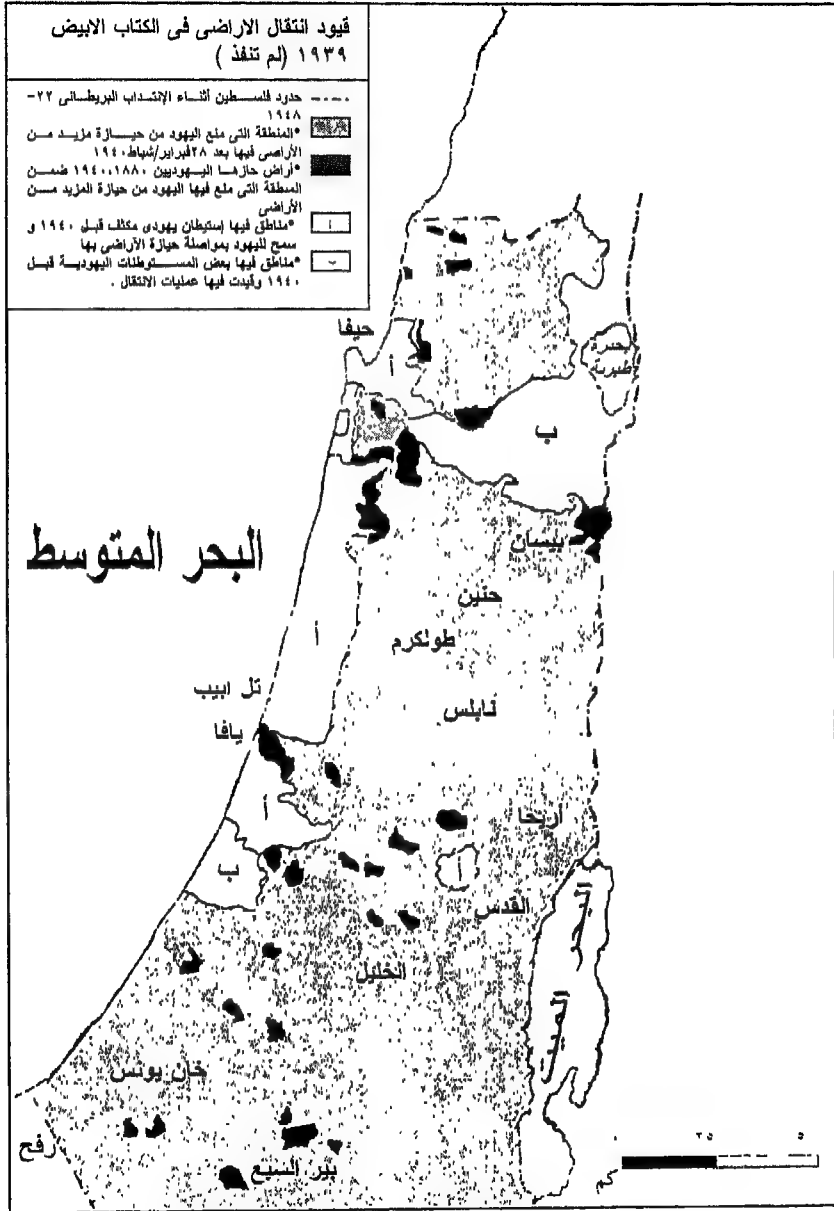 قيود انتقال الاراضى فى الكتاب الابيض
١٩٣٩ (لم تنفذ )
حدود فلسطين أثناء الإنتداب البريطانى ٢٢-
١٩٤٨
*المنطقة التى منع اليهود من حيازة مزيد من
الأراضى فيها بعد ٢٨فبراير/شباط١٩٤٠
*أراض حازها اليهوديين ١٩٤٠،١٨٨٠ ضمن
المنطقة التى منع فيها اليهود من حيازة المزيد من
الأراضى
أ
*مناطق فيها إستيطان يهودى مكثف قبل ١٩٤٠ و
سمح لليهود بمواصلة حيازة الأراضى بها
ب
*مناطق فيها بعض المستوطنات اليهودية قبل
١٩٤٠ وقيدت فيها عمليات الانتقال .
حيفا
أ
بحيرة
طبرية
ب
البحر المتوسط
بيسان
جنين
طولكرم
أ
تل ابيب
نابلس
يافا
أ
اريحا
أ
ب
القدس
البحر
الميت
الخليل
خان يونس
رفح
بير السبع
كم
٢٥